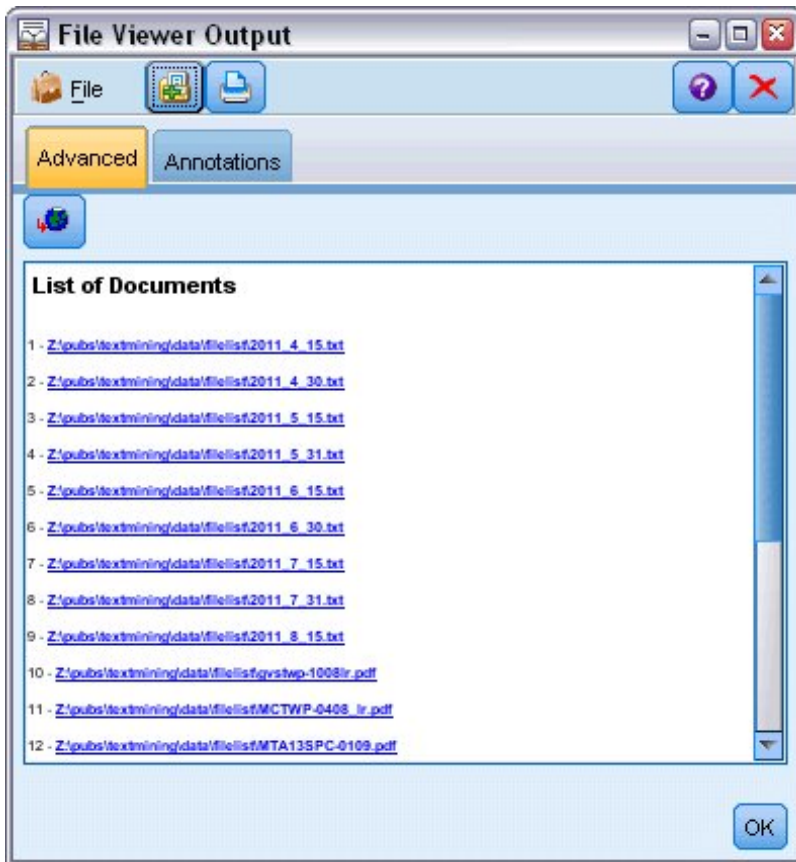 File Viewer Output
File
Advanced
Annotations
List of Documents
1 - Z:\pubs\textmining\data\filelist\2011_4_15.txt
2 - Z:\pubs\textmining\data\filelist\2011_4_30.txt
3 - Z:\pubs\textmining\data\filelist\2011_5_15.txt
4 - Z:\pubs\textmining\data\filelist\2011_5_31.txt
5 - Z:\pubs\textmining\data\filelist\2011_6_15.txt
6 - Z:\pubs\textmining\data\filelist\2011_6_30.txt
7 - Z:\pubs\textmining\data\filelist\2011_7_15.txt
8 - Z:\pubs\textmining\data\filelist\2011_7_31.txt
9 - Z:\pubs\textmining\data\filelist\2011_8_15.txt
10 - Z:\pubs\textmining\data\filelist\gvstwp-1008lr.pdf
11 - Z:\pubs\textmining\data\filelist\MCTWP-0408_lr.pdf
12 - Z:\pubs\textmining\data\filelist\MTA13SPC-0109.pdf
OK